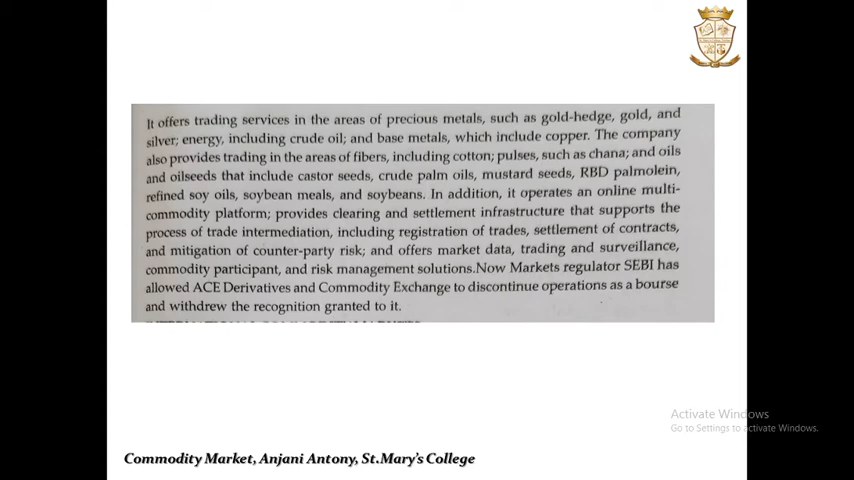 It offers trading services in the areas of precious metals, such as gold-hedge, gold, and
silver; energy, including crude oil; and base metals, which include copper. The company
also provides trading in the areas of fibers, including cotton; pulses, such as chana; and oils
and oilseeds that include castor seeds, crude palm oils, mustard seeds, RBD palmolein,
refined soy oils, soybean meals, and soybeans. In addition, it operates an online multi-
commodity platform; provides clearing and settlement infrastructure that supports the
process of trade intermediation, including registration of trades, settlement of contracts,
and mitigation of counter-party risk; and offers market data, trading and surveillance,
commodity participant, and risk management solutions.Now Markets regulator SEBI has
allowed ACE Derivatives and Commodity Exchange to discontinue operations as a bourse
and withdrew the recognition granted to it.
Activate Windows
Go to Settings to activate Windows.
Commodity Market, Anjani Antony, St.Mary's College